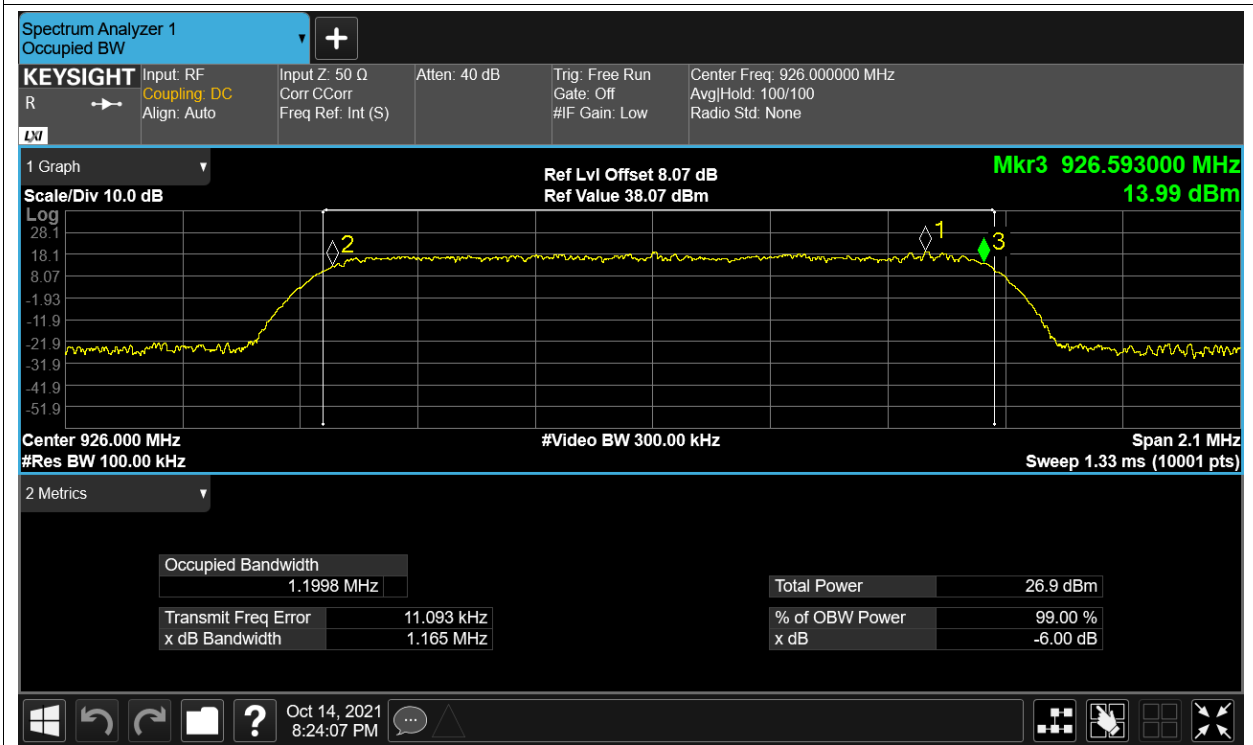 Spectrum Analyzer 1
Occupied BW
KEYSIGHT
R
LXI
Input: RF
Coupling: DC
Align: Auto
Input Z: 50 Ω
Corr CCorr
Freq Ref: Int (S)
Atten: 40 dB
Trig: Free Run
Gate: Off
#IF Gain: Low
Center Freq: 926.000000 MHz
Avg|Hold: 100/100
Radio Std: None
1 Graph
Scale/Div 10.0 dB
Ref Lvl Offset 8.07 dB
Ref Value 38.07 dBm
Mkr3 926.593000 MHz
13.99 dBm
Log
28.1
18.1
8.07
-1.93
-11.9
-21.9
-31.9
-41.9
-51.9
2
1
3
Center 926.000 MHz
#Res BW 100.00 kHz
#Video BW 300.00 kHz
Span 2.1 MHz
Sweep 1.33 ms (10001 pts)
2 Metrics
Occupied Bandwidth
1.1998 MHz
Transmit Freq Error 11.093 kHz
x dB Bandwidth 1.165 MHz
Total Power 26.9 dBm
% of OBW Power 99.00 %
x dB -6.00 dB
?
Oct 14, 2021
8:24:07 PM